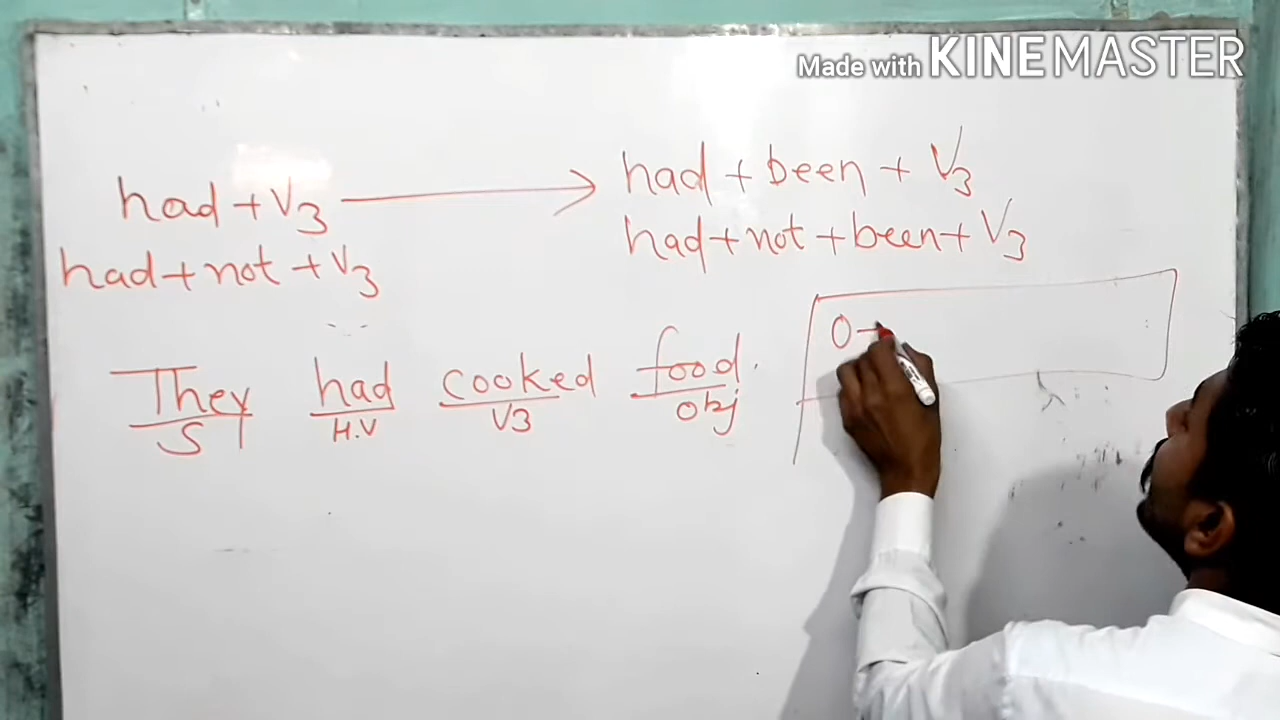 Made with KINEMASTER
had + V3 → had + been + V3
had + not + V3
had + not + been + V3
They had cooked food.
S H.V V3 Obj
O -